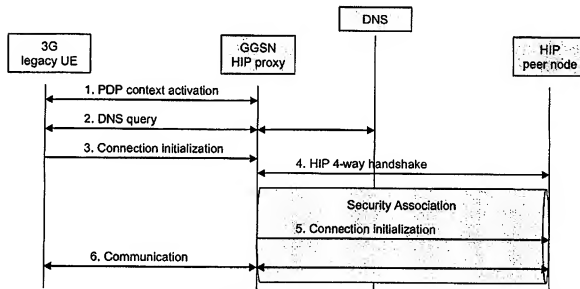 DNS
3G
legacy UE
GGSN
HIP proxy
HIP
peer node
1. PDP context activation
2. DNS query
3. Connection initialization
4. HIP 4-way handshake
Security Association
5. Connection initialization
6. Communication